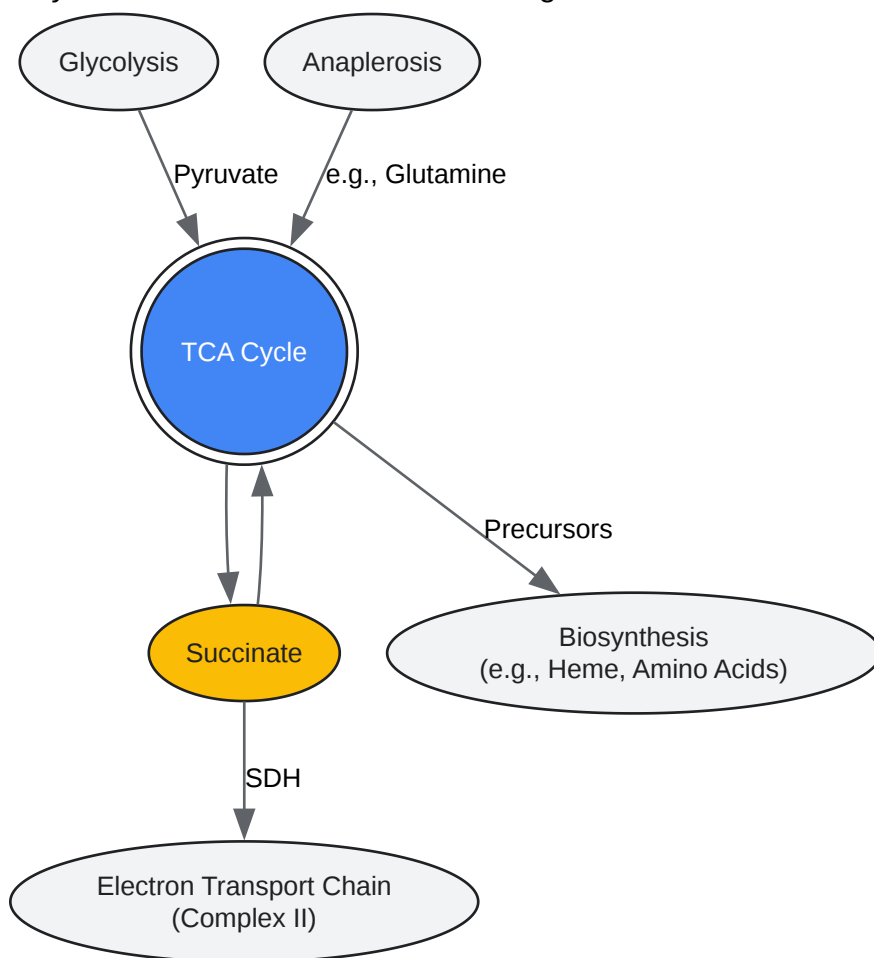 Glycolysis
Anaplerosis
Pyruvate
e.g., Glutamine
TCA Cycle
Precursors
Succinate
Biosynthesis
(e.g., Heme, Amino Acids)
SDH
Electron Transport Chain
(Complex II)